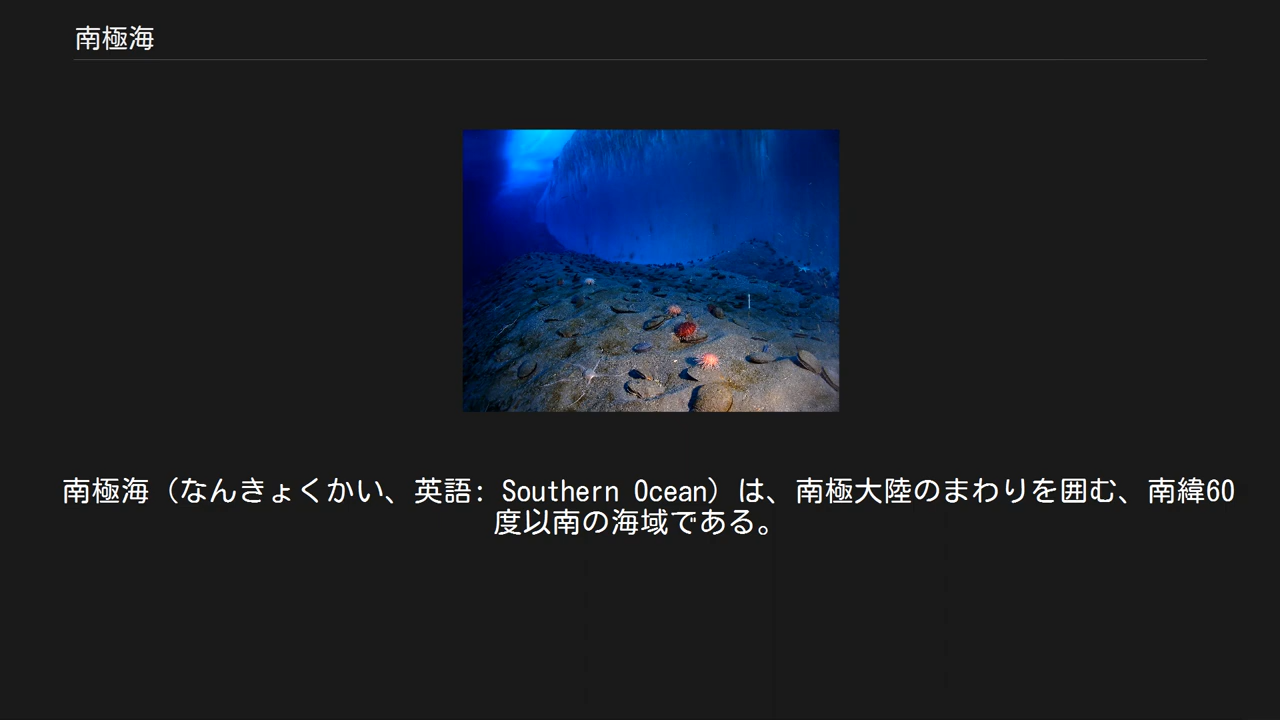 南極海
南極海（なんきょくかい、英語: Southern Ocean）は、南極大陸のまわりを囲む、南緯60
度以南の海域である。